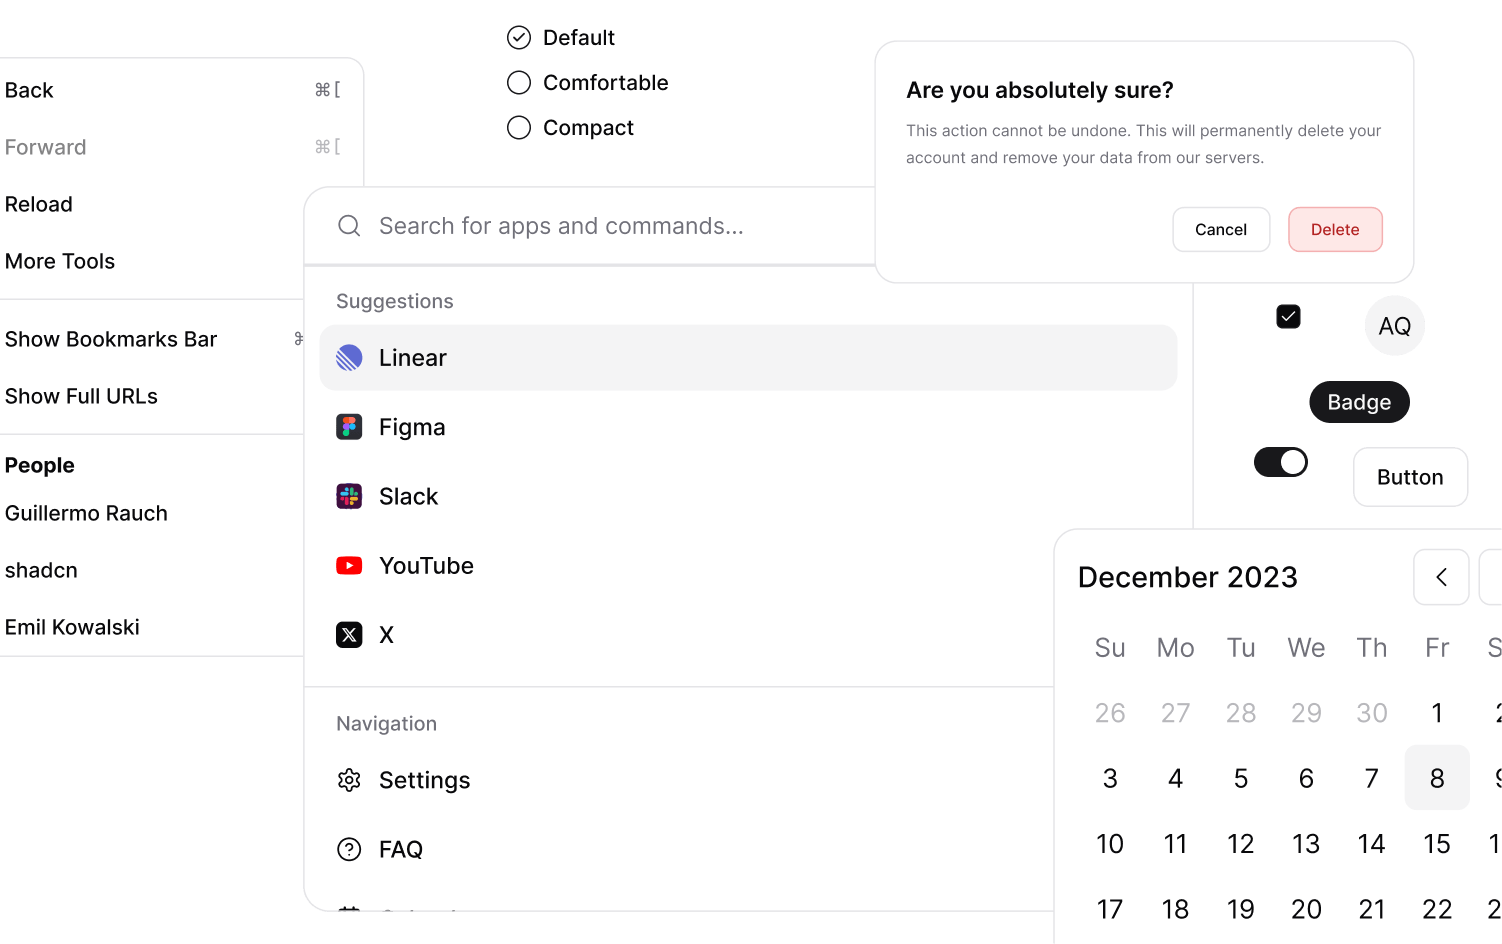 Back ⌘[
Forward ⌘[
Reload
More Tools
Show Bookmarks Bar
Show Full URLs
People
Guillermo Rauch
shadcn
Emil Kowalski
Default
Comfortable
Compact
Search for apps and commands...
Suggestions
Linear
Figma
Slack
YouTube
X
Navigation
Settings
FAQ
Are you absolutely sure?
This action cannot be undone. This will permanently delete your
account and remove your data from our servers.
Cancel Delete
AQ
Badge
Button
December 2023
Su Mo Tu We Th Fr
26 27 28 29 30 1
3 4 5 6 7 8
10 11 12 13 14 15
17 18 19 20 21 22